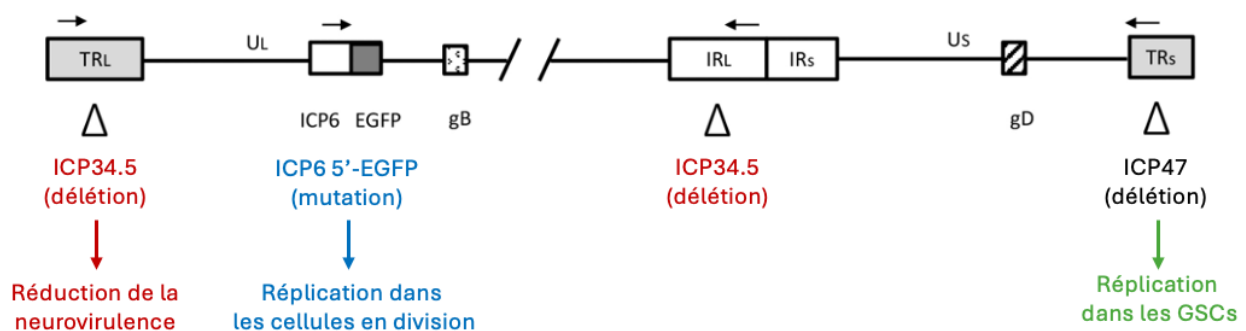 TRL
UL
IRL
IRS
US
TRS
ICP6 EGFP
gB
gD
ICP34.5
(délétion)
ICP6 5’-EGFP
(mutation)
ICP34.5
(délétion)
ICP47
(délétion)
Réduction de la
neurovirulence
Réplication dans
les cellules en division
Réplication
dans les GSCs